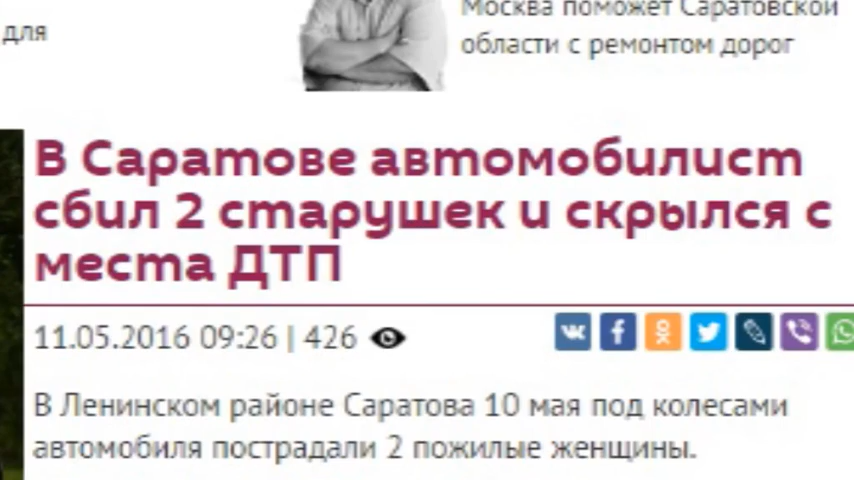 для
Москва поможет Саратовской
области с ремонтом дорог
В Саратове автомобилист
сбил 2 старушек и скрылся с
места ДТП
11.05.2016 09:26 | 426
В Ленинском районе Саратова 10 мая под колесами
автомобиля пострадали 2 пожилые женщины.